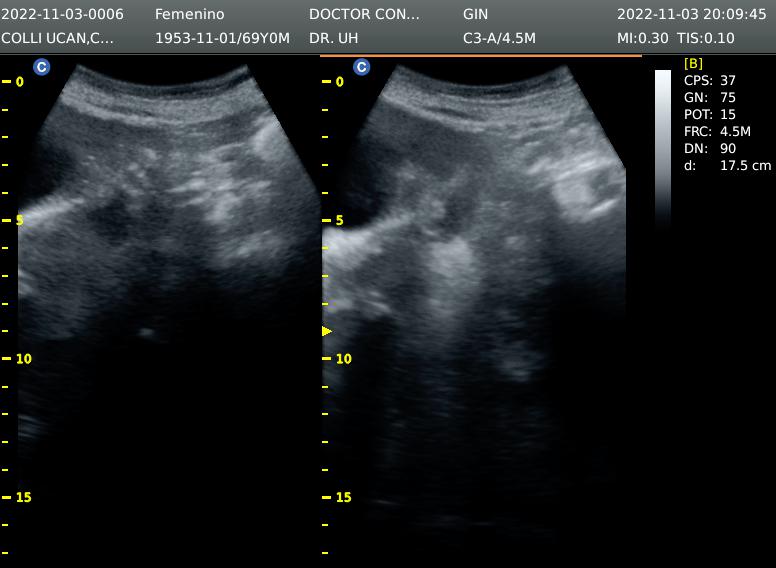 2022-11-03-0006 Femenino DOCTOR CON... GIN 2022-11-03 20:09:45
COLLI UCAN,C... 1953-11-01/69Y0M DR. UH C3-A/4.5M MI:0.30 TIS:0.10
C C [B]
0 0 CPS: 37
GN: 75
POT: 15
FRC: 4.5M
DN: 90
d: 17.5 cm
5 5
10 10
15 15